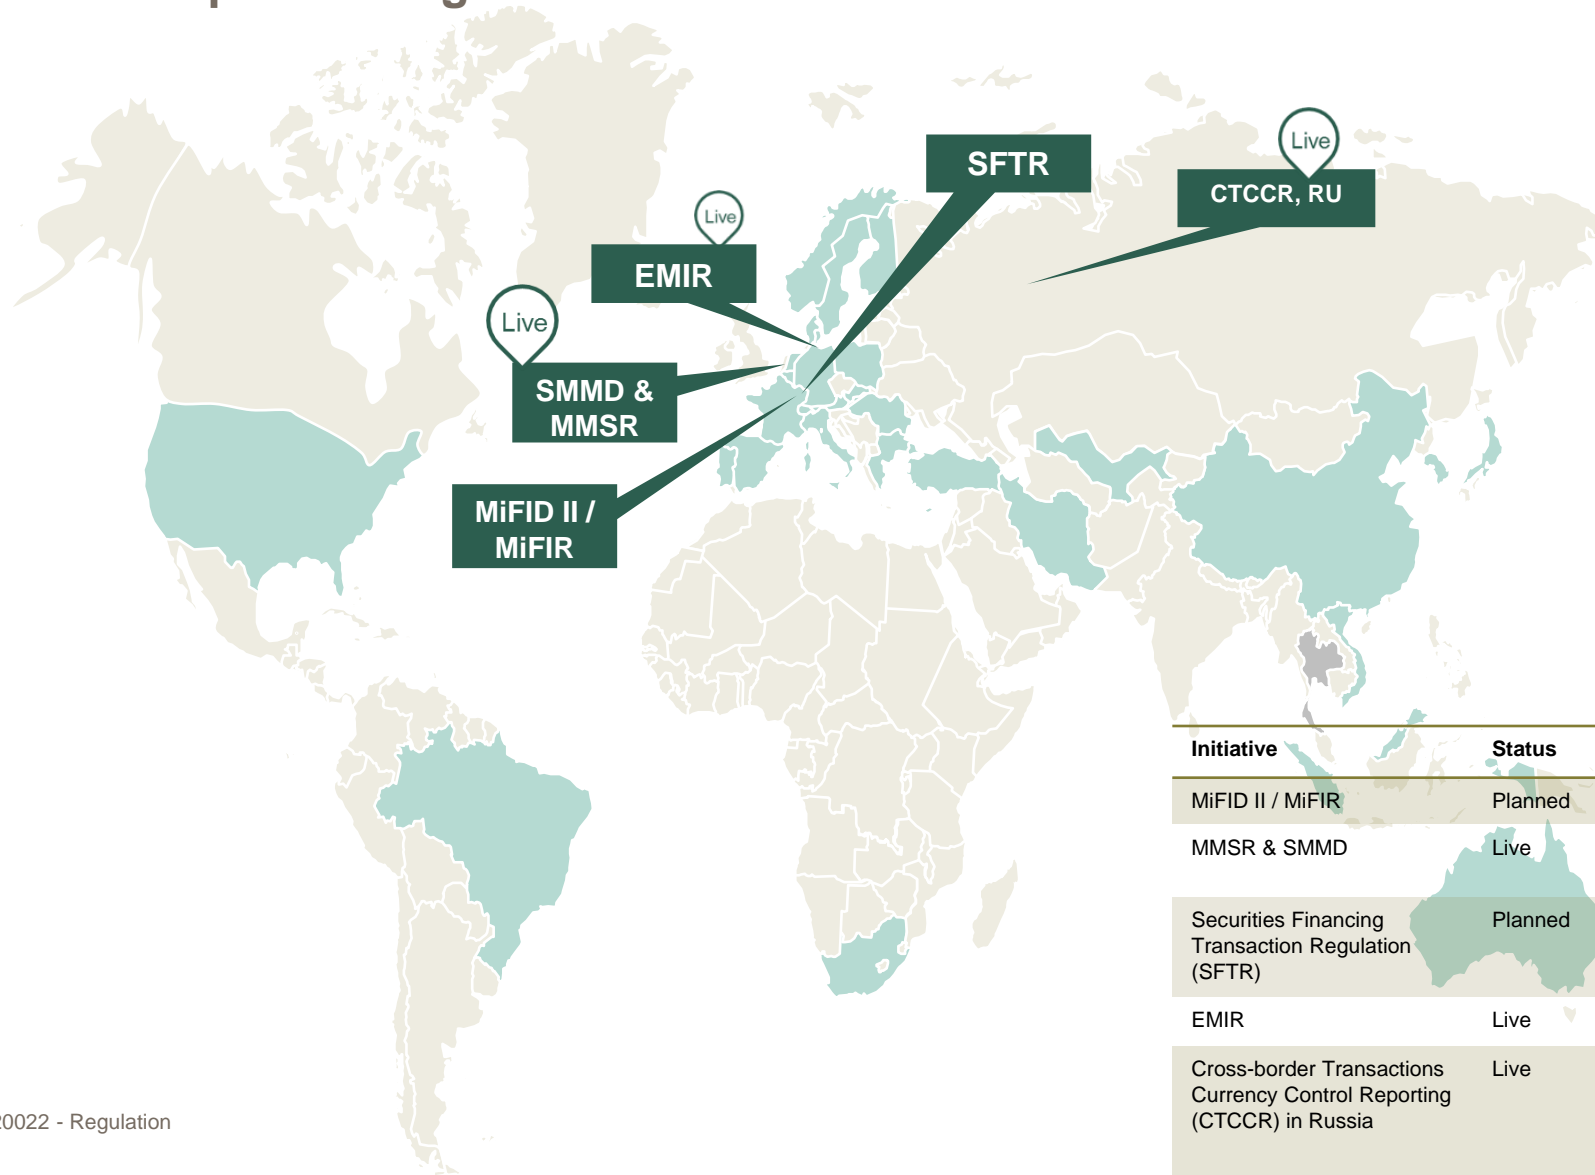 Live
SFTR
CTCCR, RU
Live
EMIR
Live
SMMD &
MMSR
MiFID II /
MiFIR
Initiative Status
MiFID II / MiFIR Planned
MMSR & SMMD Live
Securities Financing Planned
Transaction Regulation
(SFTR)
EMIR Live
Cross-border Transactions Live
Currency Control Reporting
(CTCCR) in Russia
20022 - Regulation